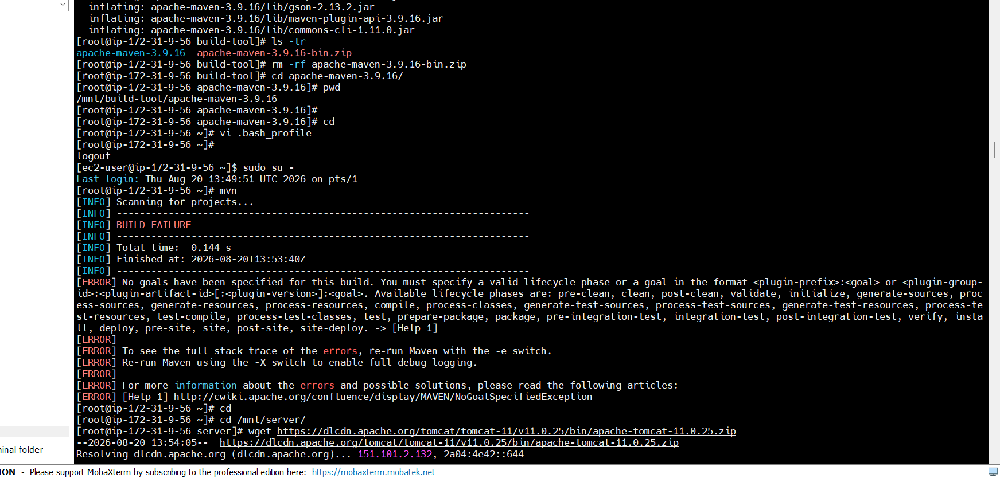 inflating: apache-maven-3.9.16/lib/gson-2.13.2.jar
inflating: apache-maven-3.9.16/lib/maven-plugin-api-3.9.16.jar
inflating: apache-maven-3.9.16/lib/commons-cli-1.11.0.jar
[root@ip-172-31-9-56 build-tool]# ls -tr
apache-maven-3.9.16  apache-maven-3.9.16-bin.zip
[root@ip-172-31-9-56 build-tool]# rm -rf apache-maven-3.9.16-bin.zip
[root@ip-172-31-9-56 build-tool]# cd apache-maven-3.9.16/
[root@ip-172-31-9-56 apache-maven-3.9.16]# pwd
/mnt/build-tool/apache-maven-3.9.16
[root@ip-172-31-9-56 apache-maven-3.9.16]#
[root@ip-172-31-9-56 apache-maven-3.9.16]# cd
[root@ip-172-31-9-56 ~]# vi .bash_profile
[root@ip-172-31-9-56 ~]#
logout
[ec2-user@ip-172-31-9-56 ~]$ sudo su -
Last login: Thu Aug 20 13:49:51 UTC 2026 on pts/1
[root@ip-172-31-9-56 ~]# mvn
[INFO] Scanning for projects...
[INFO] ------------------------------------------------------------------------
[INFO] BUILD FAILURE
[INFO] ------------------------------------------------------------------------
[INFO] Total time:  0.144 s
[INFO] Finished at: 2026-08-20T13:53:40Z
[INFO] ------------------------------------------------------------------------
[ERROR] No goals have been specified for this build. You must specify a valid lifecycle phase or a goal in the format <plugin-prefix>:<goal> or <plugin-group-
id>:<plugin-artifact-id>[:<plugin-version>]:<goal>. Available lifecycle phases are: pre-clean, clean, post-clean, validate, initialize, generate-sources, proc
ess-sources, generate-resources, process-resources, compile, process-classes, generate-test-sources, process-test-sources, generate-test-resources, process-te
st-resources, test-compile, process-test-classes, test, prepare-package, package, pre-integration-test, integration-test, post-integration-test, verify, insta
ll, deploy, pre-site, site, post-site, site-deploy. -> [Help 1]
[ERROR]
[ERROR] To see the full stack trace of the errors, re-run Maven with the -e switch.
[ERROR] Re-run Maven using the -X switch to enable full debug logging.
[ERROR]
[ERROR] For more information about the errors and possible solutions, please read the following articles:
[ERROR] [Help 1] http://cwiki.apache.org/confluence/display/MAVEN/NoGoalSpecifiedException
[root@ip-172-31-9-56 ~]# cd
[root@ip-172-31-9-56 ~]# cd /mnt/server/
[root@ip-172-31-9-56 server]# wget https://dlcdn.apache.org/tomcat/tomcat-11/v11.0.25/bin/apache-tomcat-11.0.25.zip
--2026-08-20 13:54:05--  https://dlcdn.apache.org/tomcat/tomcat-11/v11.0.25/bin/apache-tomcat-11.0.25.zip
Resolving dlcdn.apache.org (dlcdn.apache.org)... 151.101.2.132, 2a04:4e42::644
inal folder
ION  -  Please support MobaXterm by subscribing to the professional edition here:  https://mobaxterm.mobatek.net